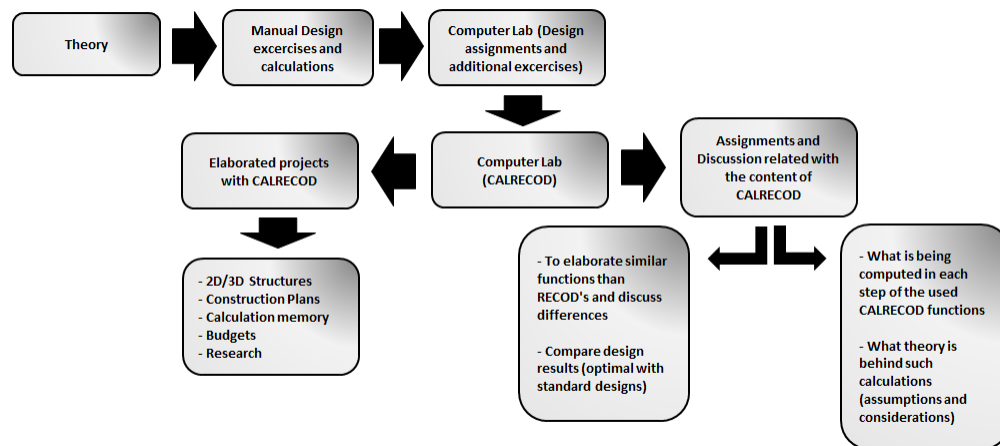 Theory
Manual Design
excercises and
calculations
Computer Lab (Design
assignments and
additional excercises)
Elaborated projects
with CALRECOD
Computer Lab
(CALRECOD)
Assignments and
Discussion related with
the content of
CALRECOD
- 2D/3D Structures
- Construction Plans
- Calculation memory
- Budgets
- Research
- To elaborate similar
functions than
RECOD's and discuss
differences
- Compare design
results (optimal with
standard designs)
- What is being
computed in each
step of the used
CALRECOD functions
- What theory is
behind such
calculations
(assumptions and
considerations)